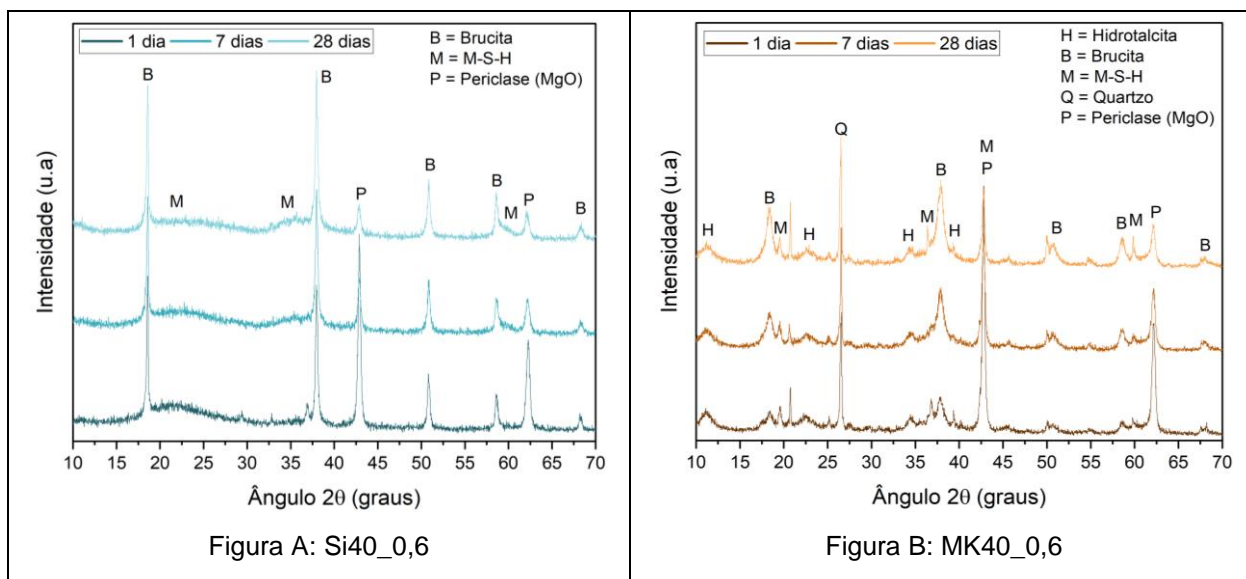 1 dia 7 dias 28 dias
B = Brucita
M = M-S-H
P = Periclase (MgO)
B
B
M
M
P
B
B
M
P
B
Intensidade (u.a)
10 15 20 25 30 35 40 45 50 55 60 65 70
Ângulo 2θ (graus)
Figura A: Si40_0,6
1 dia 7 dias 28 dias
H = Hidrotalcita
B = Brucita
M = M-S-H
Q = Quartzo
P = Periclase (MgO)
Q
M
P
B
B
H
M
H
H
M
H
B
B
M
P
B
Intensidade (u.a)
10 15 20 25 30 35 40 45 50 55 60 65 70
Ângulo 2θ (graus)
Figura B: MK40_0,6